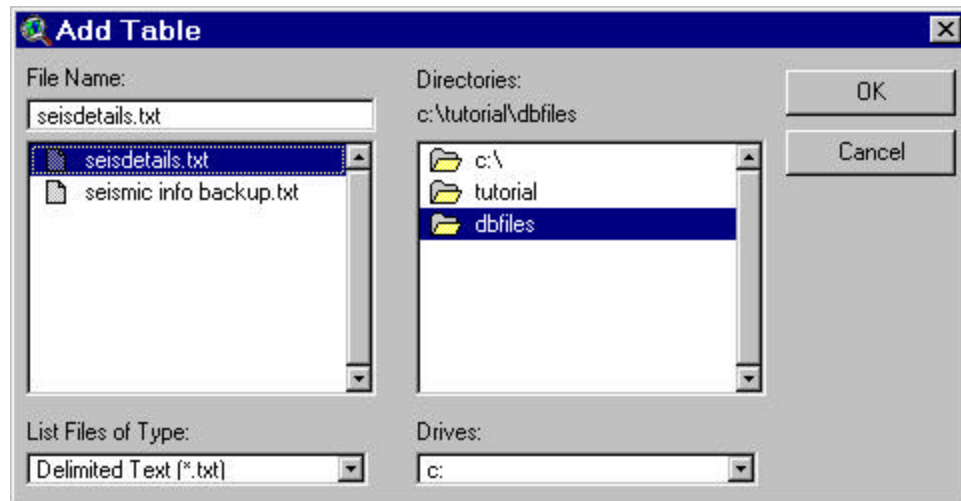 Add Table
File Name:
seisdetails.txt
seisdetails.txt
seismic info backup.txt
List Files of Type:
Delimited Text (*.txt)
Directories:
c:\tutorial\dbfiles
c:\
tutorial
dbfiles
Drives:
c:
OK
Cancel